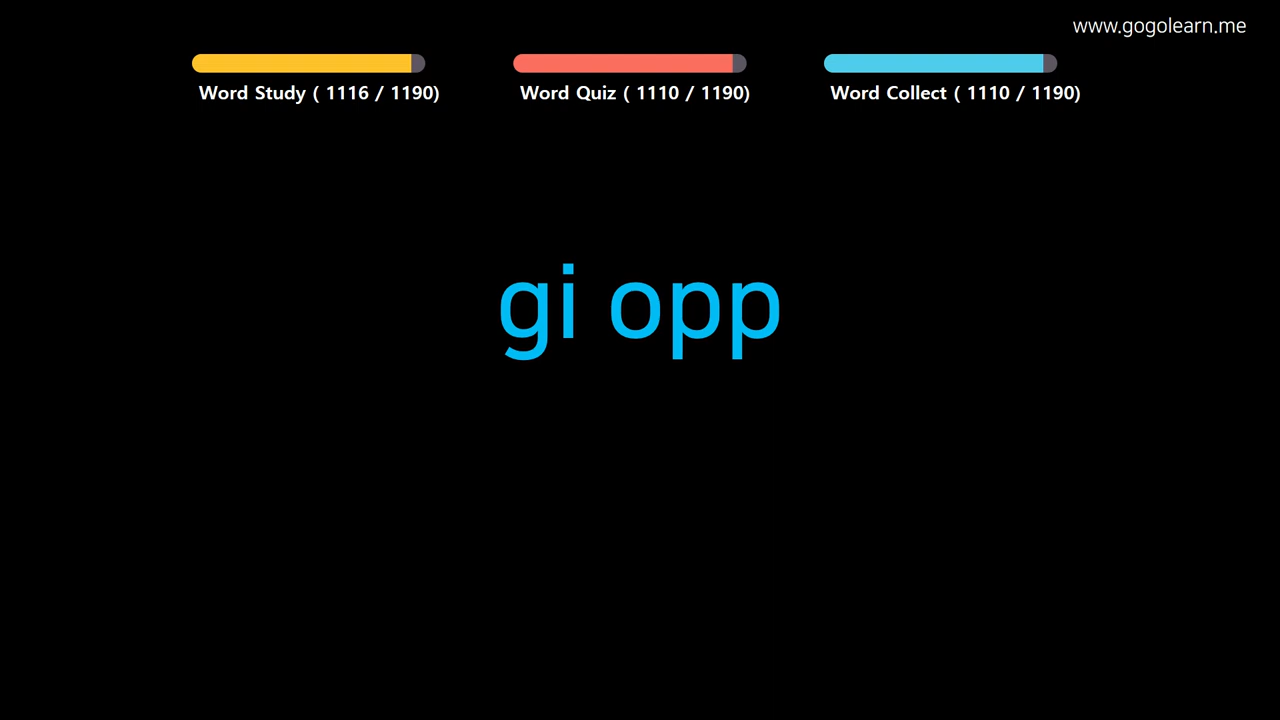 www.gogolearn.me
Word Study ( 1116 / 1190)
Word Quiz ( 1110 / 1190)
Word Collect ( 1110 / 1190)
gi opp